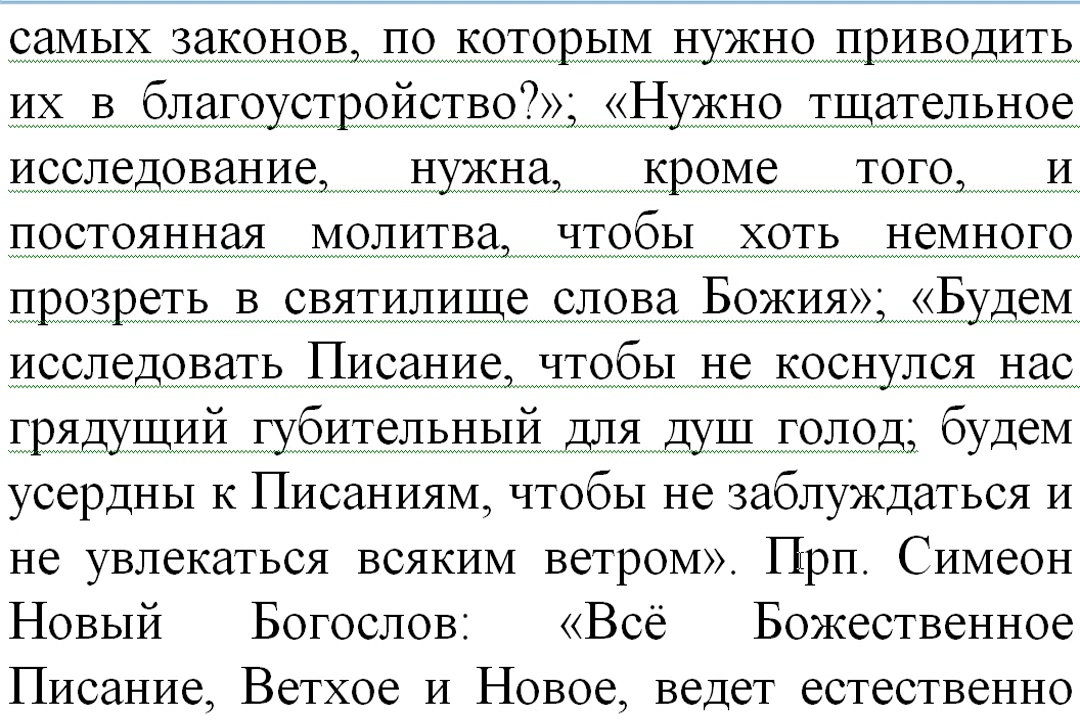 самых законов, по которым нужно приводить
их в благоустройство?»; «Нужно тщательное
исследование, нужна, кроме того, и
постоянная молитва, чтобы хоть немного
прозреть в святилище слова Божия»; «Будем
исследовать Писание, чтобы не коснулся нас
грядущий губительный для душ голод; будем
усердны к Писаниям, чтобы не заблуждаться и
не увлекаться всяким ветром». Прп. Симеон
Новый Богослов: «Всё Божественное
Писание, Ветхое и Новое, ведет естественно